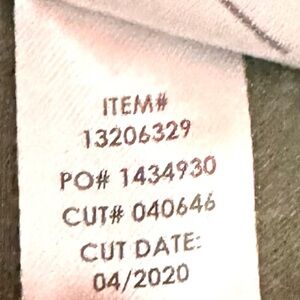 ITEM#
13206329
PO# 1434930
CUT# 040646
CUT DATE:
04/2020